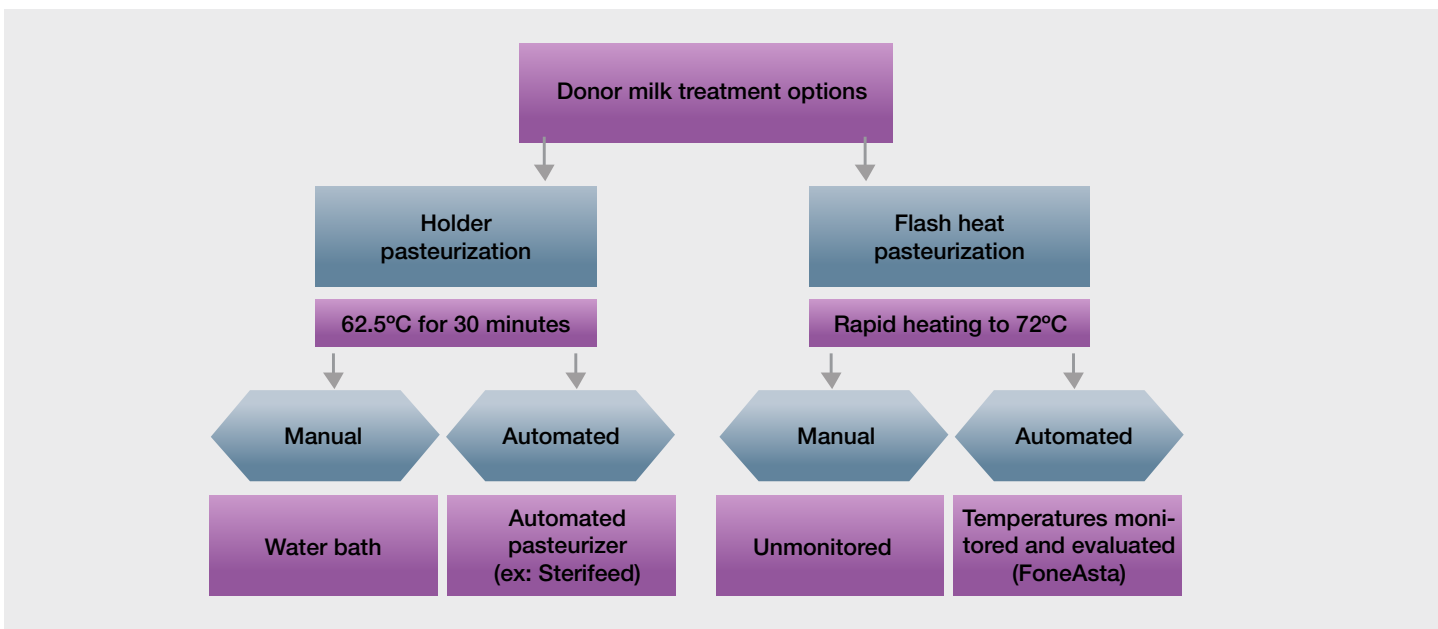 Donor milk treatment options
Holder
pasteurization
Flash heat
pasteurization
62.5ºC for 30 minutes
Rapid heating to 72ºC
Manual
Automated
Manual
Automated
Water bath
Automated
pasteurizer
(ex: Sterifeed)
Unmonitored
Temperatures moni-
tored and evaluated
(FoneAsta)